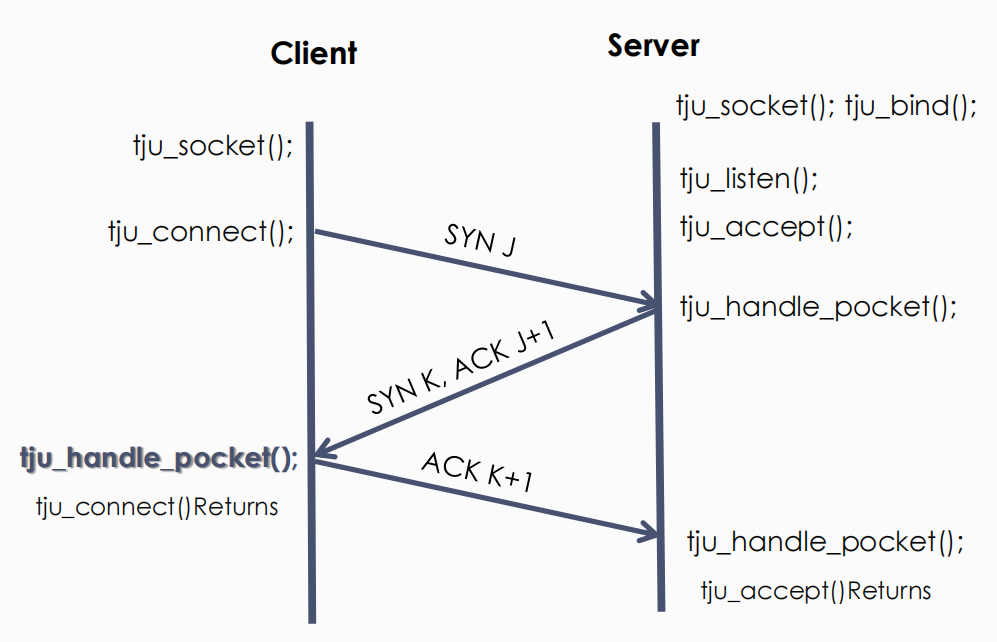 Client
Server
tju_socket(); tju_bind();
tju_socket();
tju_listen();
tju_connect();
tju_accept();
SYN J
tju_handle_pocket();
SYN K, ACK J+1
tju_handle_pocket();
ACK K+1
tju_connect()Returns
tju_handle_pocket();
tju_accept()Returns